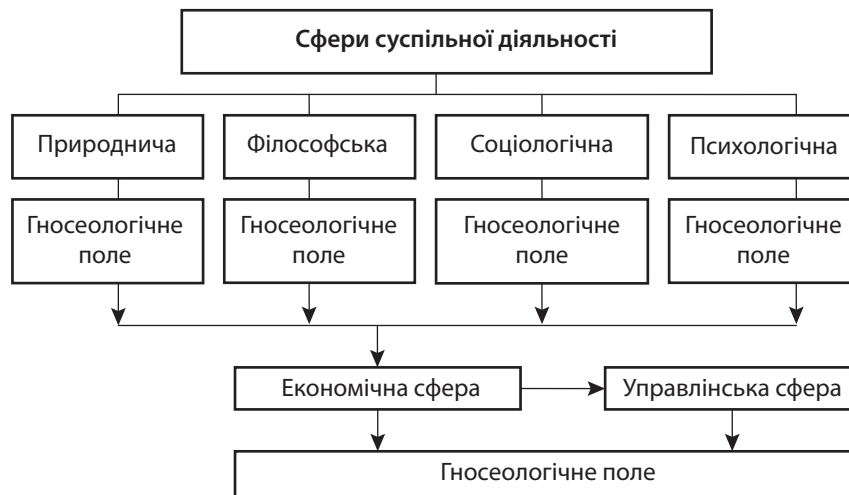 Сфери суспільної діяльності
Природнича
Філософська
Соціологічна
Психологічна
Гносеологічне
поле
Гносеологічне
поле
Гносеологічне
поле
Гносеологічне
поле
Економічна сфера
Управлінська сфера
Гносеологічне поле